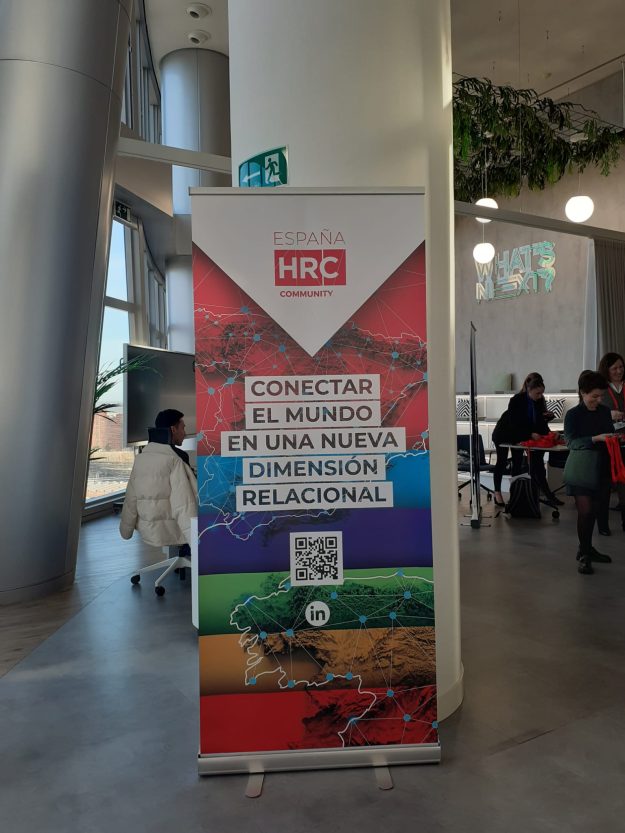 ESPAÑA
HRC
COMMUNITY
CONECTAR
EL MUNDO
EN UNA NUEVA
DIMENSIÓN
RELACIONAL
in
WHAT'S
NEXT?